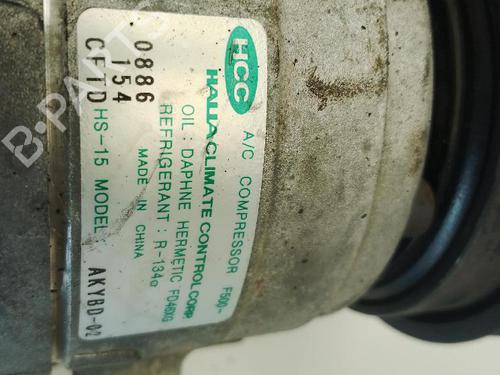 HCC
A/C COMPRESSOR F500-
HALLA CLIMATE CONTROL CORP.
OIL : DAPHNE HERMETIC FD46XG
REFRIGERANT : R-134a
MADE IN CHINA
0886
154
CFTD HS-15 MODEL: AKYBD-02
B-PARTS